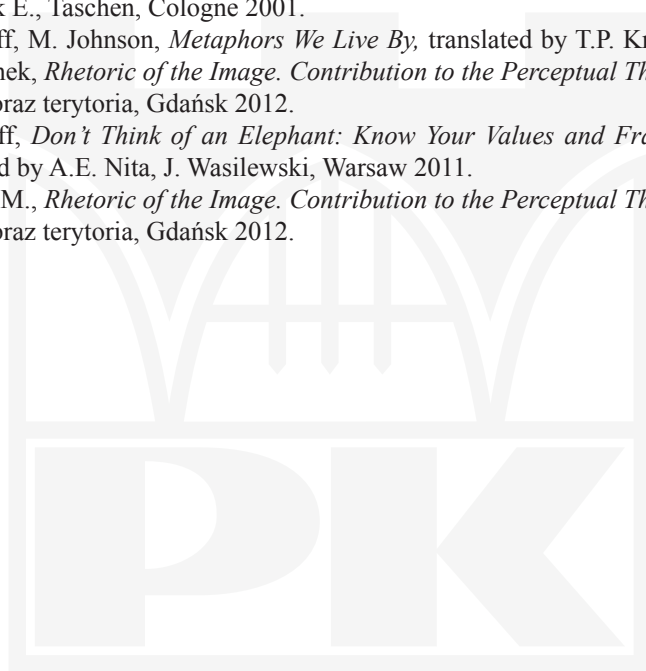 k E., Taschen, Cologne 2001.
ff, M. Johnson, Metaphors We Live By, translated by T.P. Kr
nek, Rhetoric of the Image. Contribution to the Perceptual Th
oraz terytoria, Gdańsk 2012.
ff, Don’t Think of an Elephant: Know Your Values and Fra
d by A.E. Nita, J. Wasilewski, Warsaw 2011.
M., Rhetoric of the Image. Contribution to the Perceptual Th
oraz terytoria, Gdańsk 2012.
PK